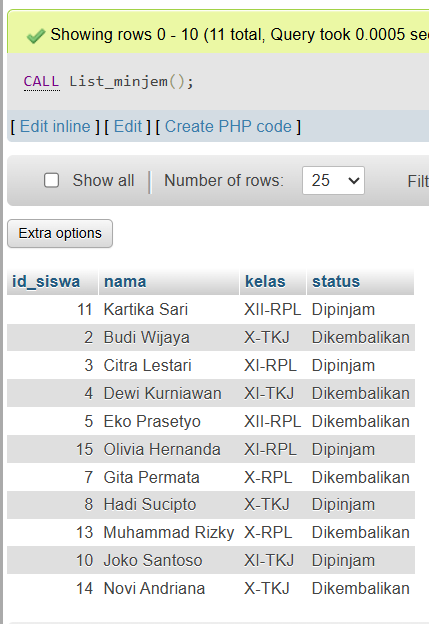 Showing rows 0 - 10 (11 total, Query took 0.0005 se
CALL List_minjem();
[ Edit inline ] [ Edit ] [ Create PHP code ]
Show all | Number of rows: 25 Filt
Extra options
id_siswa nama kelas status
11 Kartika Sari XII-RPL Dipinjam
2 Budi Wijaya X-TKJ Dikembalikan
3 Citra Lestari XI-RPL Dipinjam
4 Dewi Kurniawan XI-TKJ Dikembalikan
5 Eko Prasetyo XII-RPL Dikembalikan
15 Olivia Hernanda XI-RPL Dipinjam
7 Gita Permata X-RPL Dikembalikan
8 Hadi Sucipto X-TKJ Dipinjam
13 Muhammad Rizky X-RPL Dikembalikan
10 Joko Santoso XI-TKJ Dipinjam
14 Novi Andriana X-TKJ Dikembalikan